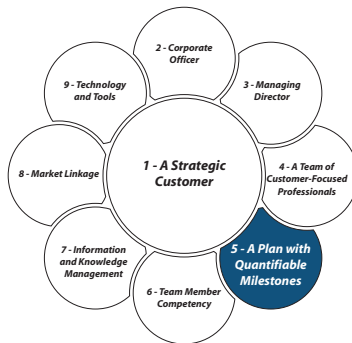 2 - Corporate
Officer
3 - Managing
Director
4 - A Team of
Customer-Focused
Professionals
5 - A Plan with
Quantifiable
Milestones
6 - Team Member
Competency
7 - Information
and Knowledge
Management
8 - Market Linkage
9 - Technology
and Tools
1 - A Strategic
Customer